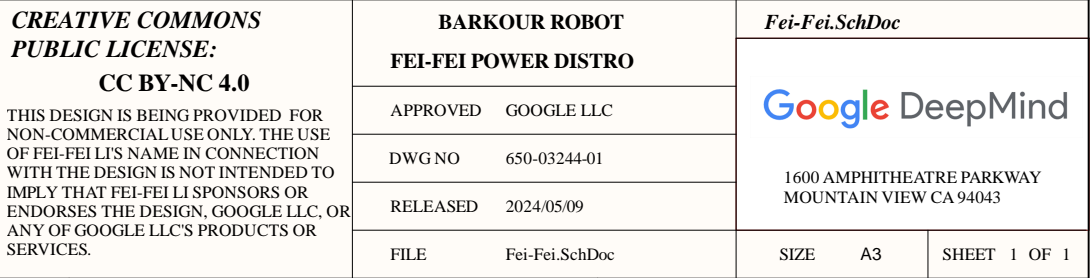 CREATIVE COMMONS
PUBLIC LICENSE:
CC BY-NC 4.0
THIS DESIGN IS BEING PROVIDED FOR
NON-COMMERCIAL USE ONLY. THE USE
OF FEI-FEI LI'S NAME IN CONNECTION
WITH THE DESIGN IS NOT INTENDED TO
IMPLY THAT FEI-FEI LI SPONSORS OR
ENDORSES THE DESIGN, GOOGLE LLC, OR
ANY OF GOOGLE LLC'S PRODUCTS OR
SERVICES.
BARKOUR ROBOT
FEI-FEI POWER DISTRO
APPROVED GOOGLE LLC
DWG NO 650-03244-01
RELEASED 2024/05/09
FILE Fei-Fei.SchDoc
Fei-Fei.SchDoc
Google DeepMind
1600 AMPHITHEATRE PARKWAY
MOUNTAIN VIEW CA 94043
SIZE A3 SHEET 1 OF 1